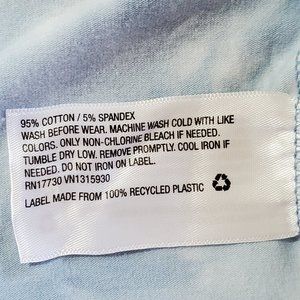 95% COTTON / 5% SPANDEX
WASH BEFORE WEAR. MACHINE WASH COLD WITH LIKE
COLORS. ONLY NON-CHLORINE BLEACH IF NEEDED.
TUMBLE DRY LOW. REMOVE PROMPTLY. COOL IRON IF
NEEDED. DO NOT IRON ON LABEL.
RN17730 VN1315930
LABEL MADE FROM 100% RECYCLED PLASTIC